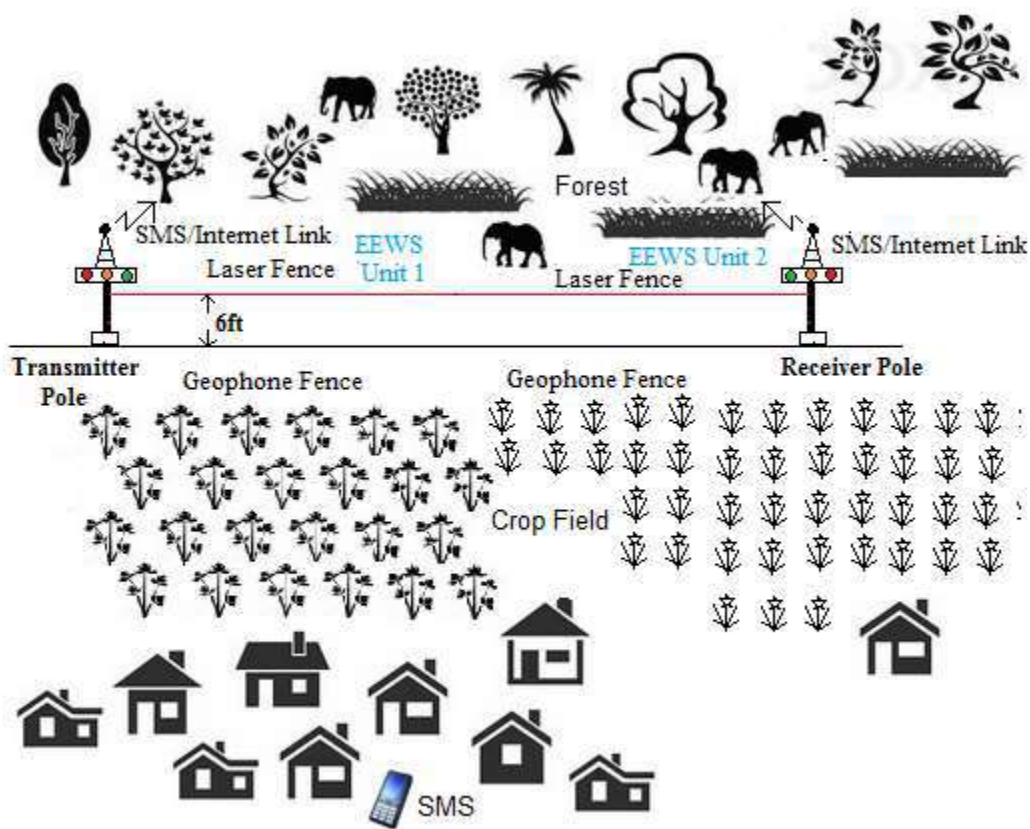 Forest
SMS/Internet Link
EEWS
Unit 1
EEWS Unit 2
SMS/Internet Link
Laser Fence
Laser Fence
6ft
Transmitter
Pole
Geophone Fence
Geophone Fence
Receiver Pole
Crop Field
SMS